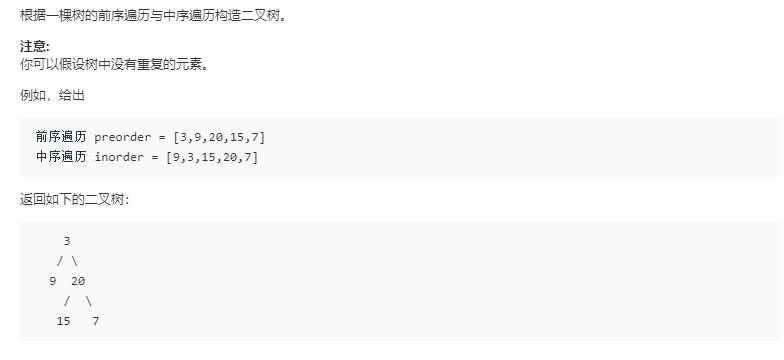 根据一棵树的前序遍历与中序遍历构造二叉树。
注意:
你可以假设树中没有重复的元素。
例如，给出
前序遍历 preorder = [3,9,20,15,7]
中序遍历 inorder = [9,3,15,20,7]
返回如下的二叉树：
3
/ \
9  20
/  \
15   7